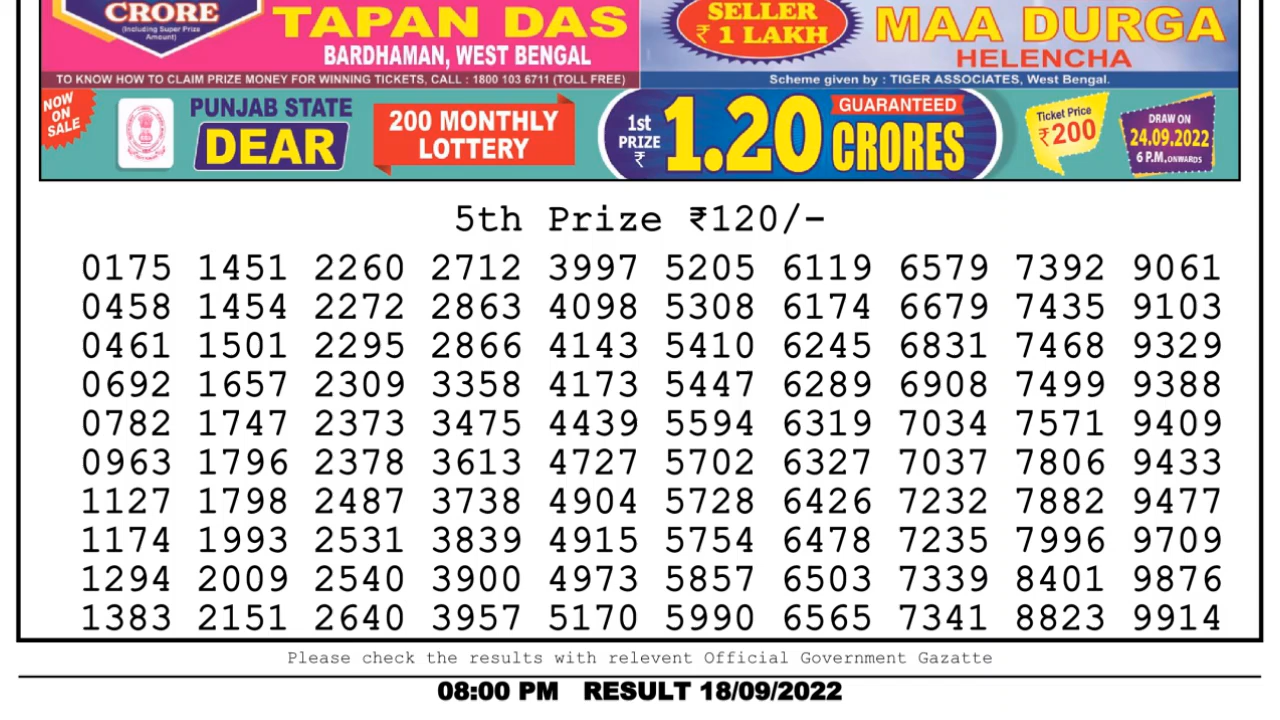 CRORE
(Including Super Prize
Amount)
TAPAN DAS
BARDHAMAN, WEST BENGAL
SELLER
₹ 1 LAKH
MAA DURGA
HELENCHA
TO KNOW HOW TO CLAIM PRIZE MONEY FOR WINNING TICKETS, CALL : 1800 103 6711 (TOLL FREE)
Scheme given by : TIGER ASSOCIATES, West Bengal.
NOW
ON
SALE
PUNJAB STATE
DEAR
200 MONTHLY
LOTTERY
1st
PRIZE
₹
1.20
GUARANTEED
CRORES
Ticket Price
₹200
DRAW ON
24.09.2022
6 P.M. ONWARDS
5th Prize ₹120/-
0175 1451 2260 2712 3997 5205 6119 6579 7392 9061
0458 1454 2272 2863 4098 5308 6174 6679 7435 9103
0461 1501 2295 2866 4143 5410 6245 6831 7468 9329
0692 1657 2309 3358 4173 5447 6289 6908 7499 9388
0782 1747 2373 3475 4439 5594 6319 7034 7571 9409
0963 1796 2378 3613 4727 5702 6327 7037 7806 9433
1127 1798 2487 3738 4904 5728 6426 7232 7882 9477
1174 1993 2531 3839 4915 5754 6478 7235 7996 9709
1294 2009 2540 3900 4973 5857 6503 7339 8401 9876
1383 2151 2640 3957 5170 5990 6565 7341 8823 9914
Please check the results with relevent Official Government Gazatte
08:00 PM RESULT 18/09/2022